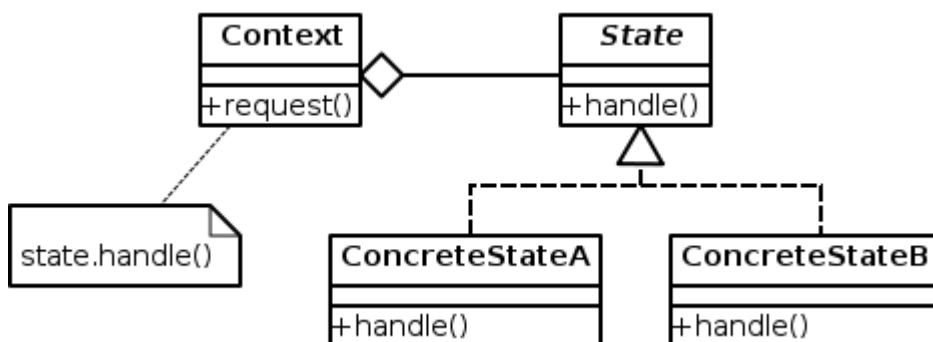 Context
State
+request()
+handle()
state.handle()
ConcreteStateA
ConcreteStateB
+handle()
+handle()